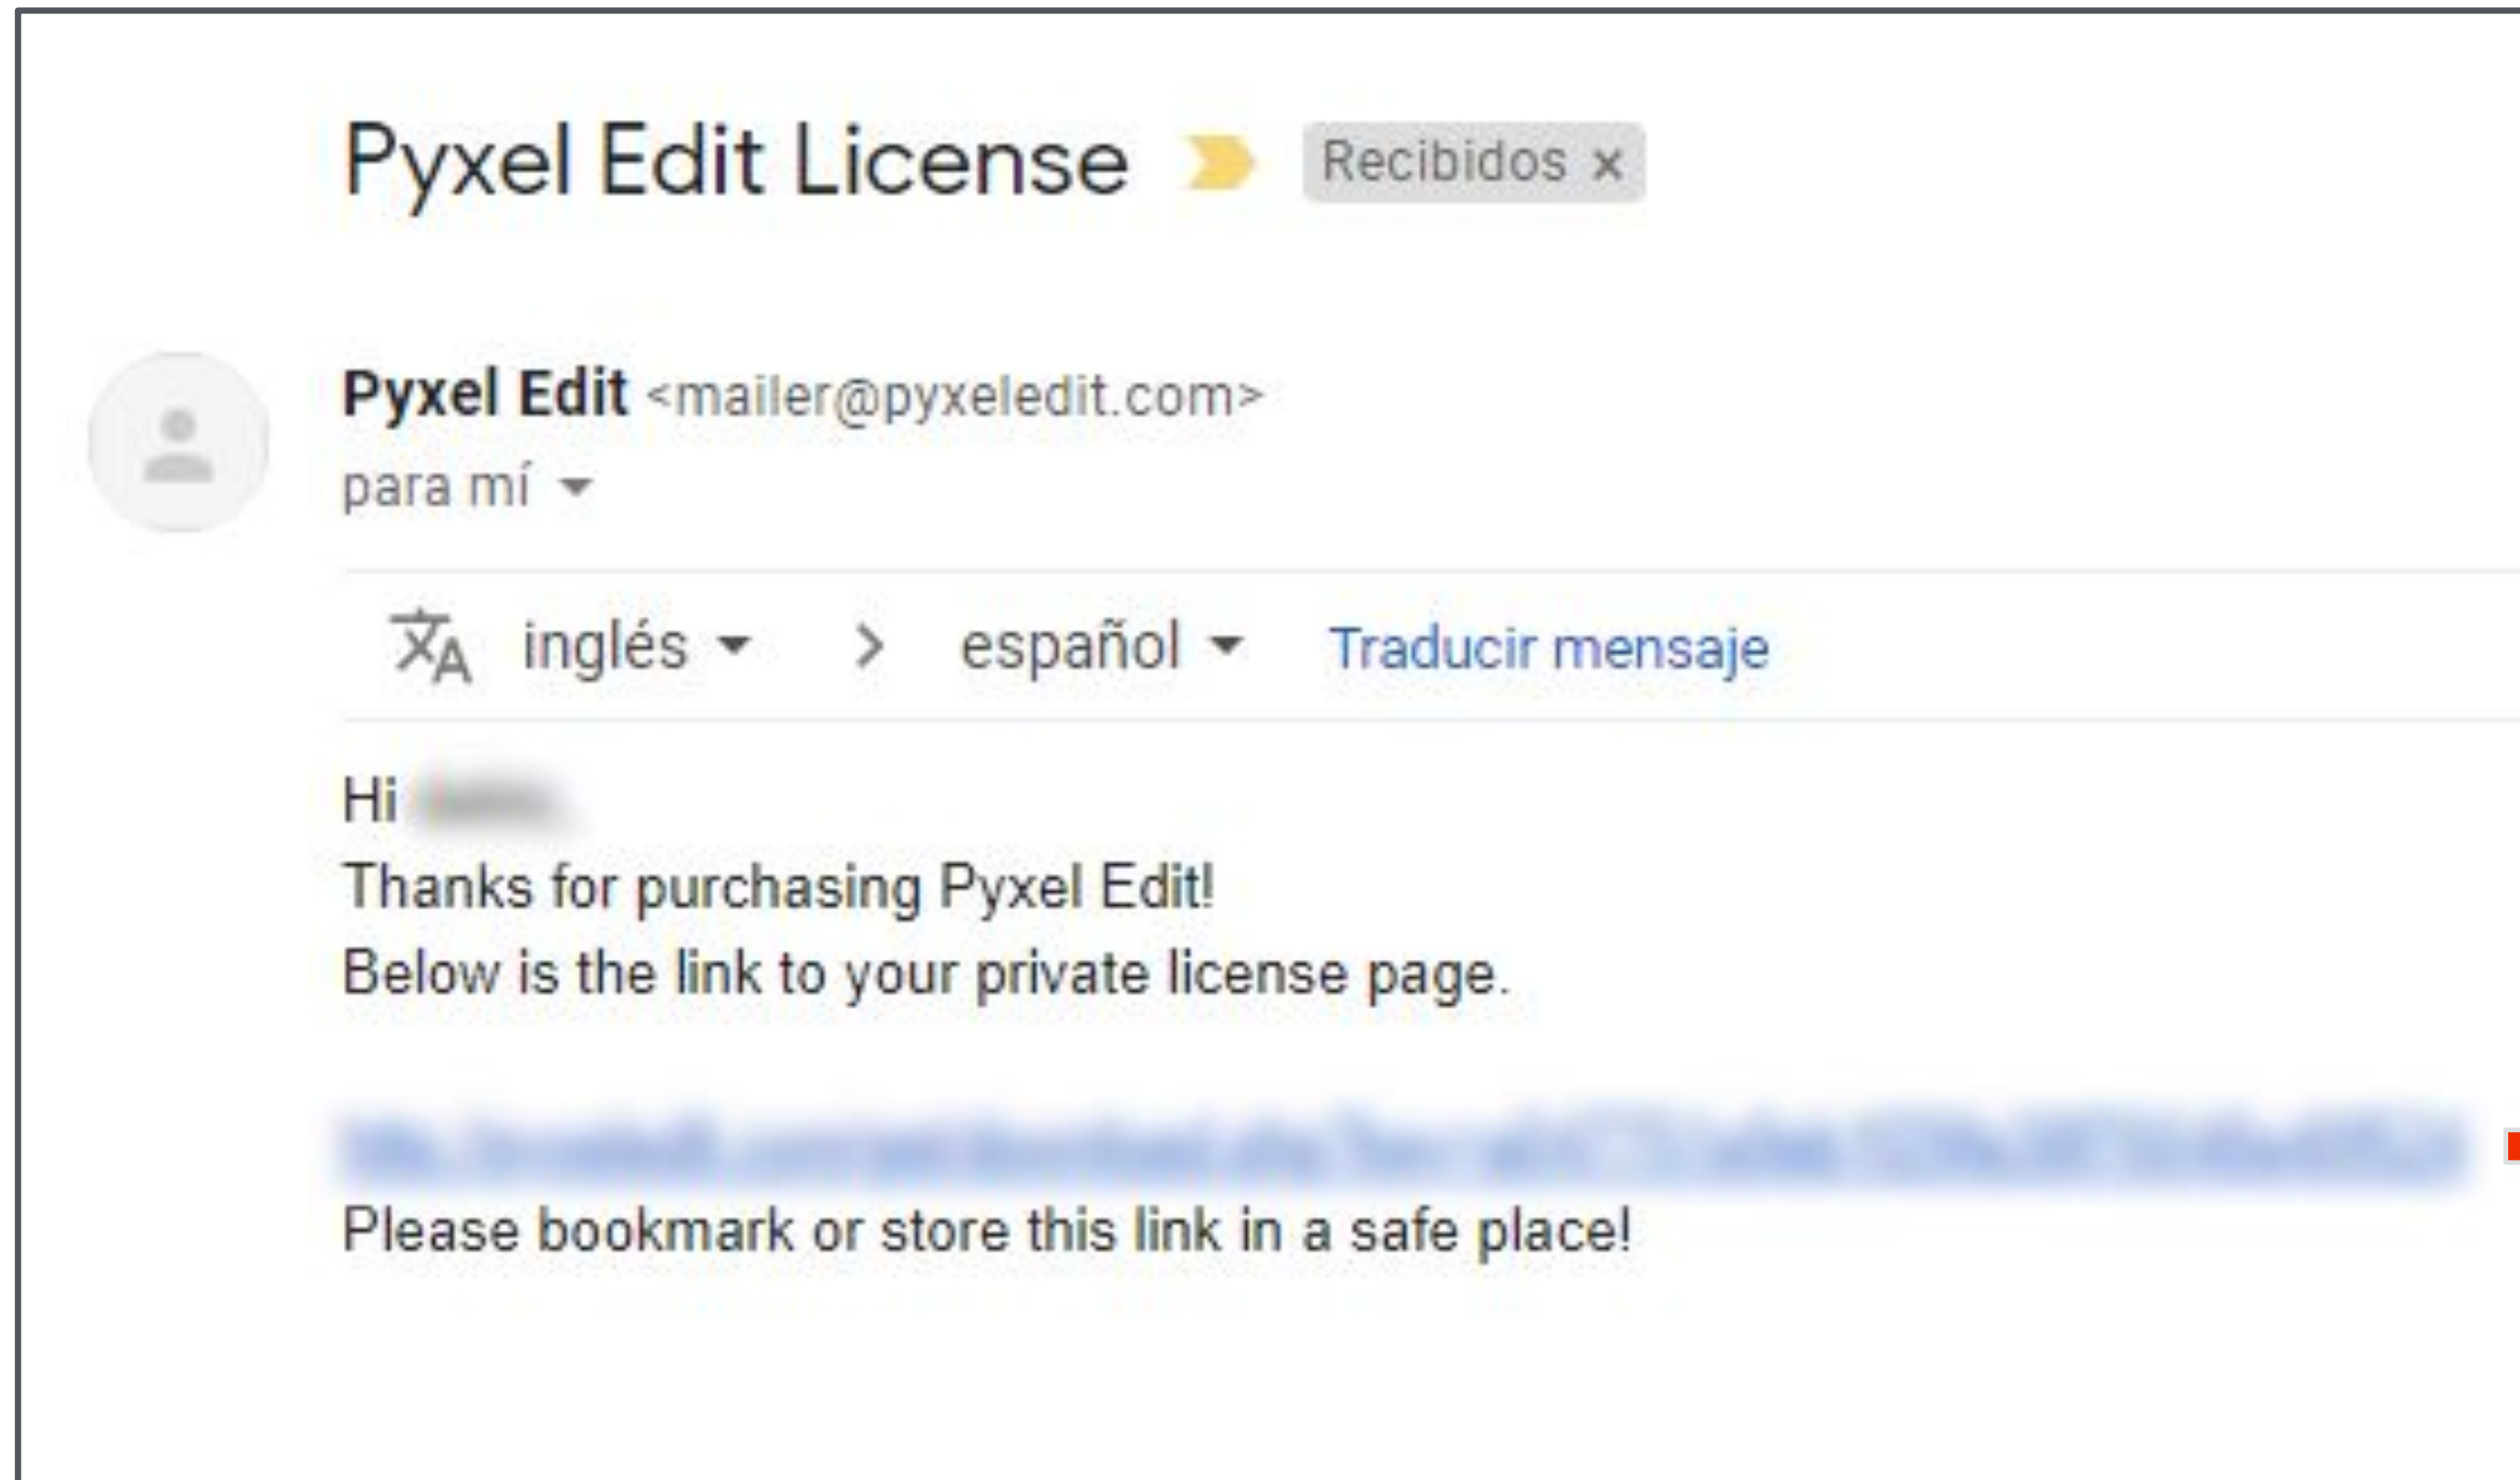 Pyxel Edit License Recibidos x
Pyxel Edit <mailer@pyxeledit.com>
para mí
inglés > español Traducir mensaje
Hi
Thanks for purchasing Pyxel Edit!
Below is the link to your private license page.
Please bookmark or store this link in a safe place!